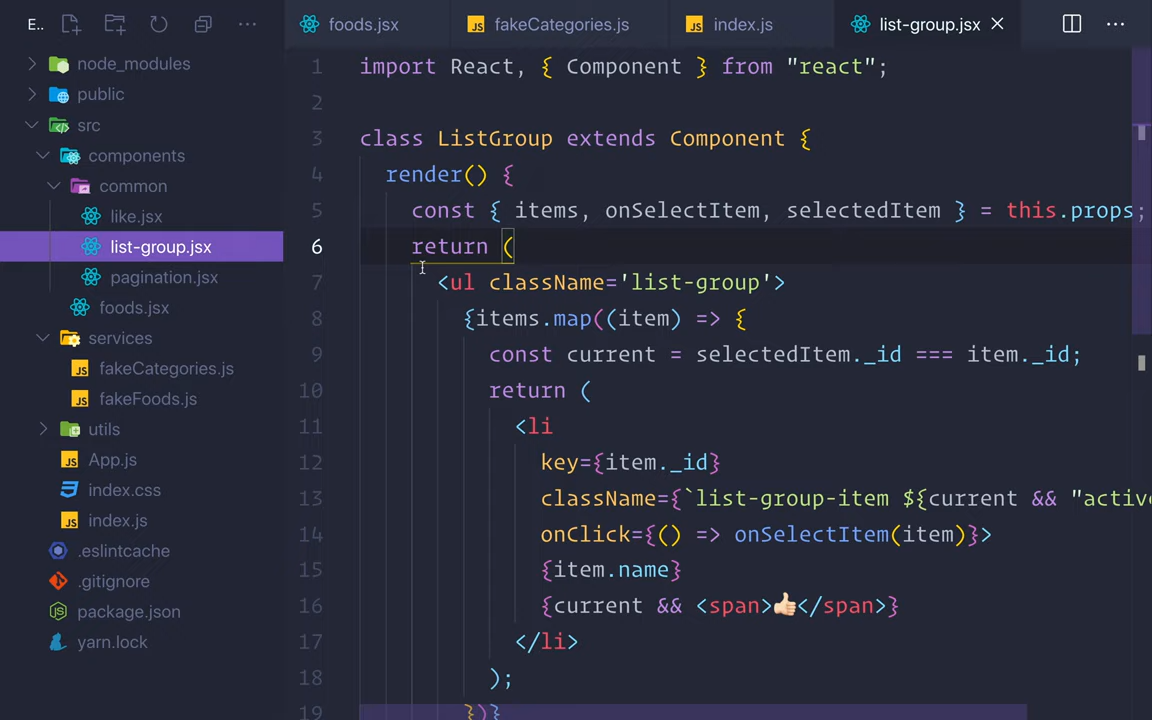 E..
foods.jsx
fakeCategories.js
index.js
list-group.jsx
node_modules
public
src
components
common
like.jsx
list-group.jsx
pagination.jsx
foods.jsx
services
fakeCategories.js
fakeFoods.js
utils
App.js
index.css
index.js
.eslintcache
.gitignore
package.json
yarn.lock
1 import React, { Component } from "react";
2
3 class ListGroup extends Component {
4 render() {
5 const { items, onSelectItem, selectedItem } = this.props;
6 return (
7 <ul className='list-group'>
8 {items.map((item) => {
9 const current = selectedItem._id === item._id;
10 return (
11 <li
12 key={item._id}
13 className={`list-group-item ${current && "activ
14 onClick={() => onSelectItem(item)}>
15 {item.name}
16 {current && <span>👍🏻</span>}
17 </li>
18 );
19 })}